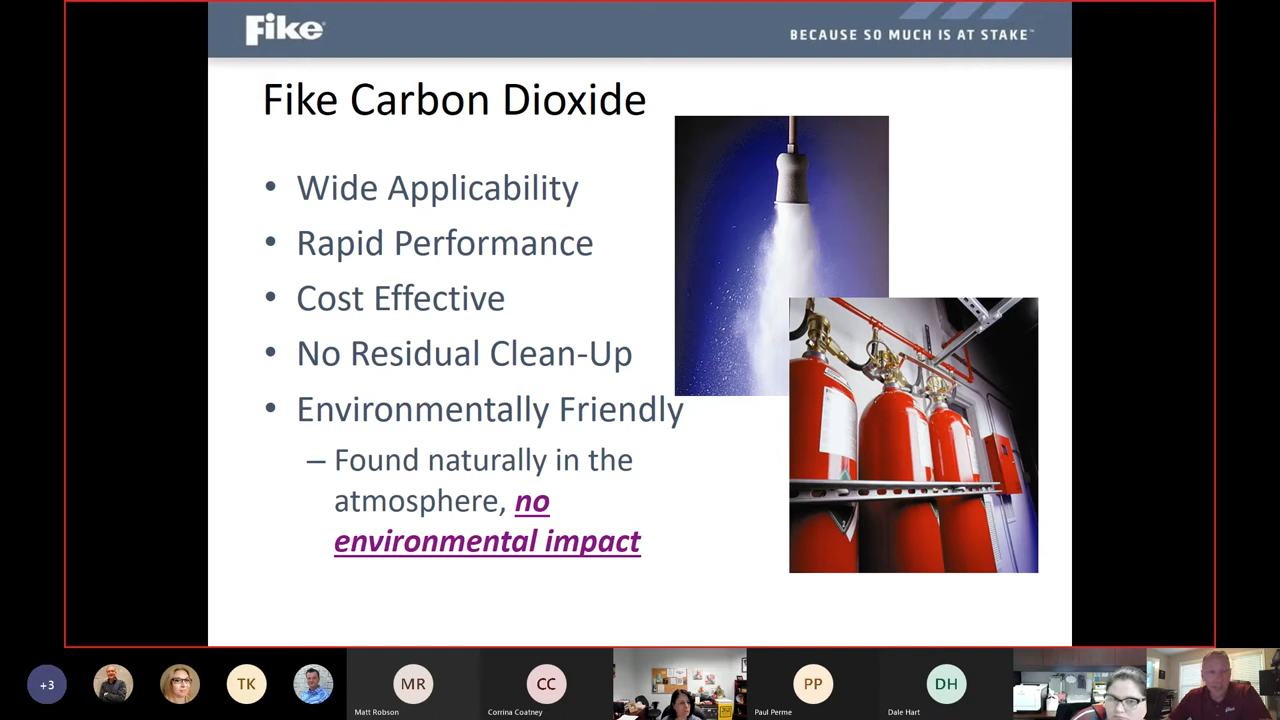 Fike
BECAUSE SO MUCH IS AT STAKE™
Fike Carbon Dioxide
• Wide Applicability
• Rapid Performance
• Cost Effective
• No Residual Clean-Up
• Environmentally Friendly
– Found naturally in the
atmosphere, no
environmental impact
+3
TK
MR
CC
PP
DH
Matt Robson
Corrina Coatney
Paul Perme
Dale Hart